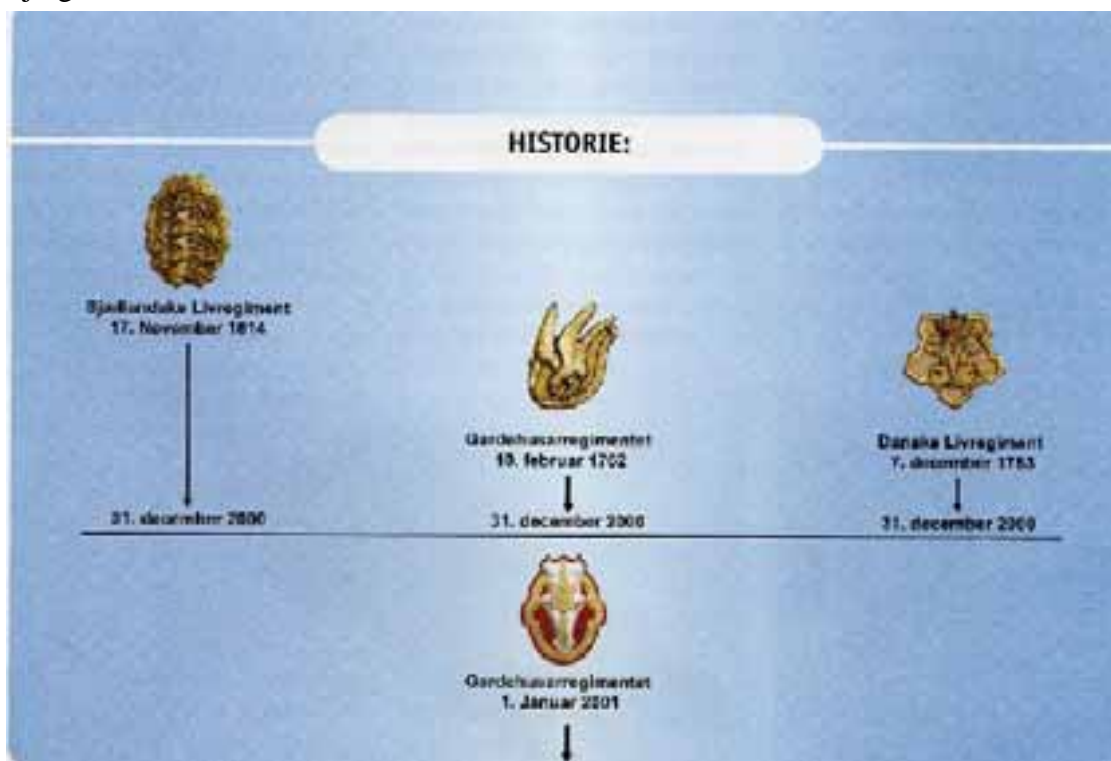 HISTORIE:
Sjællandske Livregiment
17. November 1614
Gardehusarregimentet
10. februar 1762
Danske Livregiment
7. december 1763
31. december 2000
31. december 2000
31. december 2000
Gardehusarregimentet
1. Januar 2001